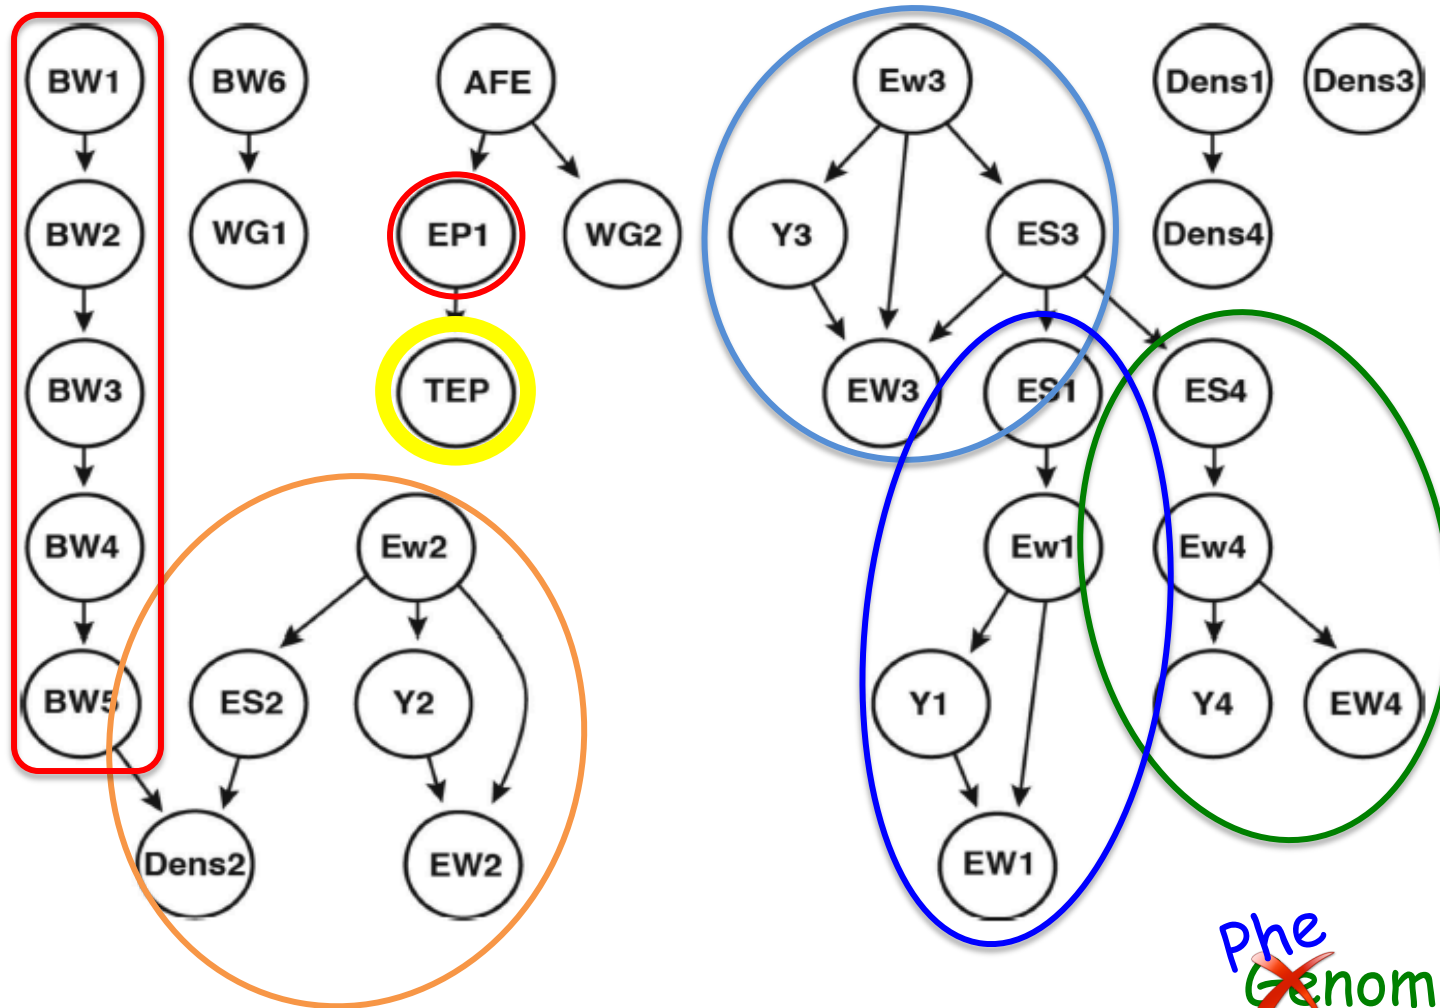 BW1 BW6 AFE Ew3 Dens1 Dens3
BW2 WG1 EP1 WG2 Y3 ES3 Dens4
BW3 TEP EW3 ES1 ES4
BW4 Ew2 Ew1 Ew4
BW5 ES2 Y2 Y1 Y4 EW4
Dens2 EW2 EW1
Phe
Genom